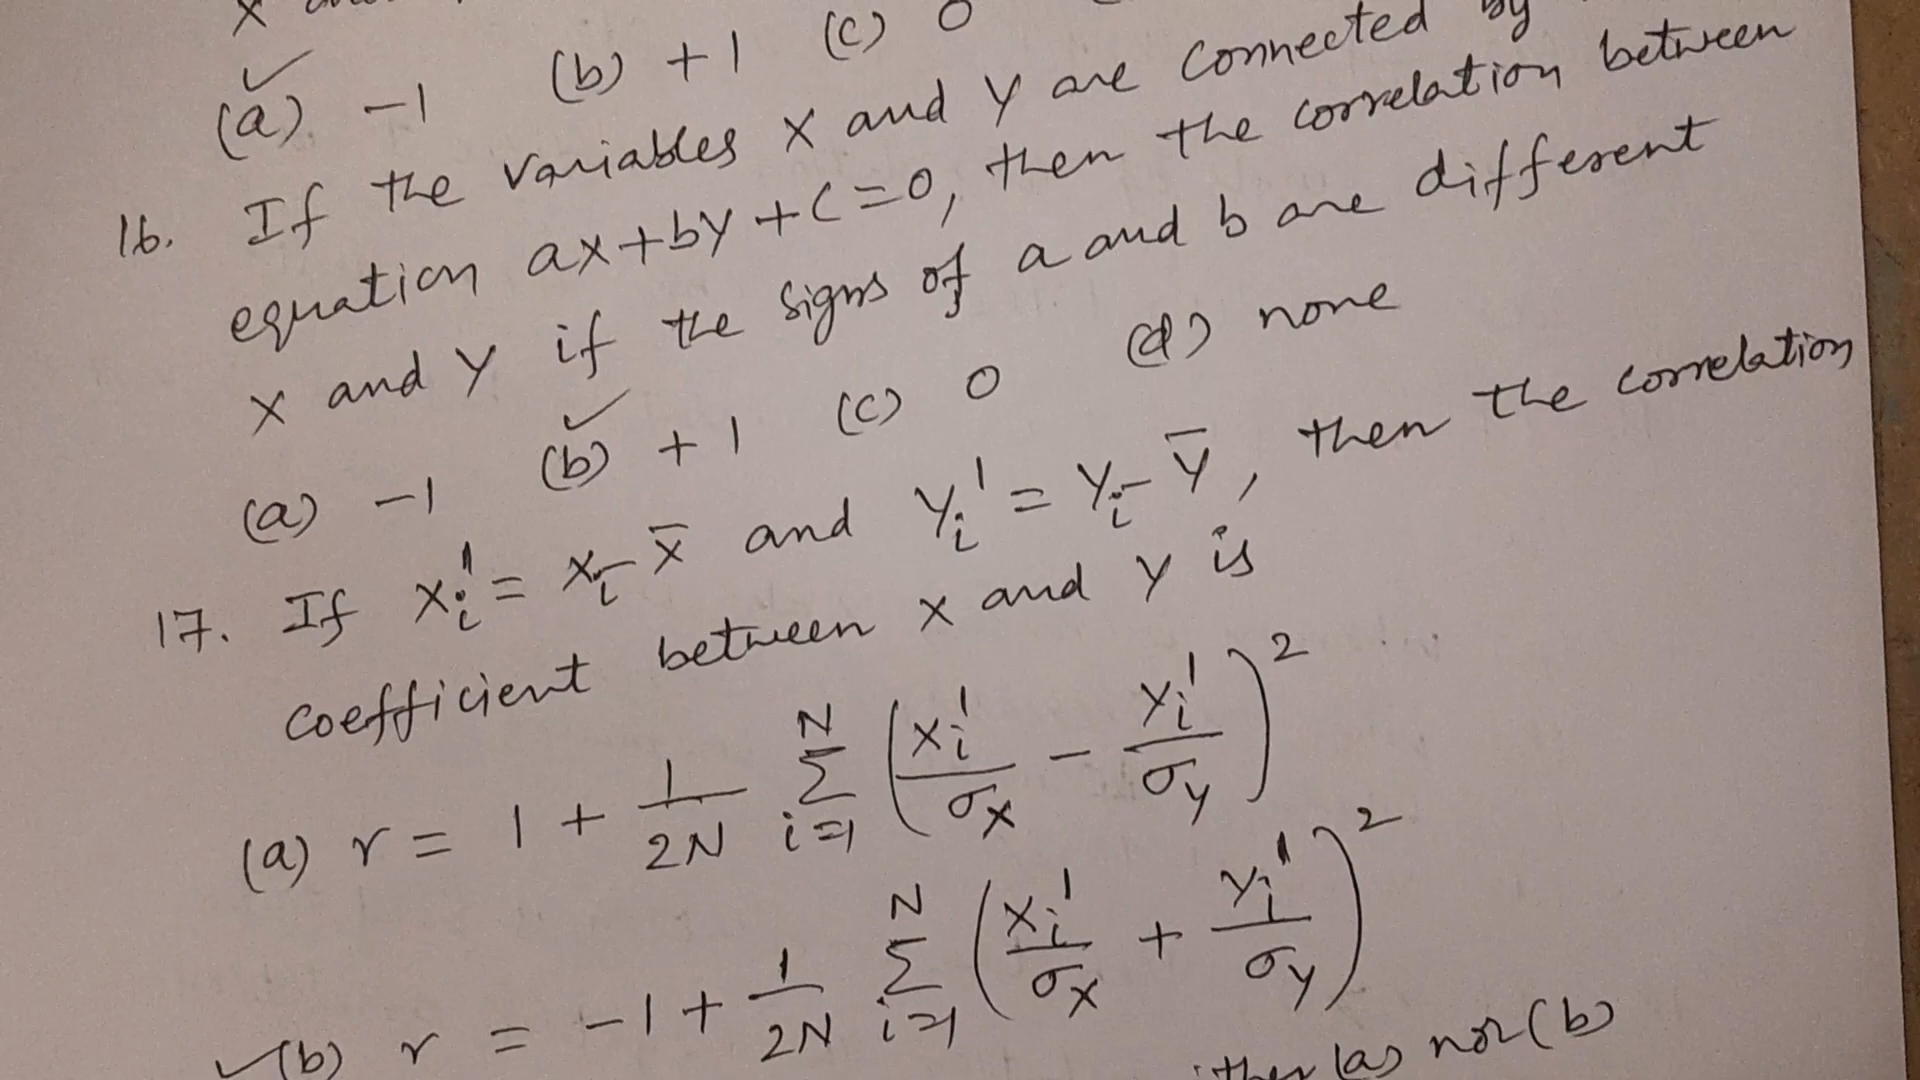 x
(a) -1 (b) +1 (c) 0
16. If the variables x and y are connected by
equation ax+by+c=0, then the correlation between
x and y if the signs of a and b are different
(a) -1 (b) +1 (c) 0 (d) none
17. If xᵢ' = xᵢ - x̄ and yᵢ' = yᵢ - ȳ, then the correlation
coefficient between x and y is
(a) r = 1 + 1/2N Σ_{i=1}^{N} (xᵢ'/σx - yᵢ'/σy)²
(b) r = -1 + 1/2N Σ_{i=1}^{N} (xᵢ'/σx + yᵢ'/σy)²
(a) nor (b)